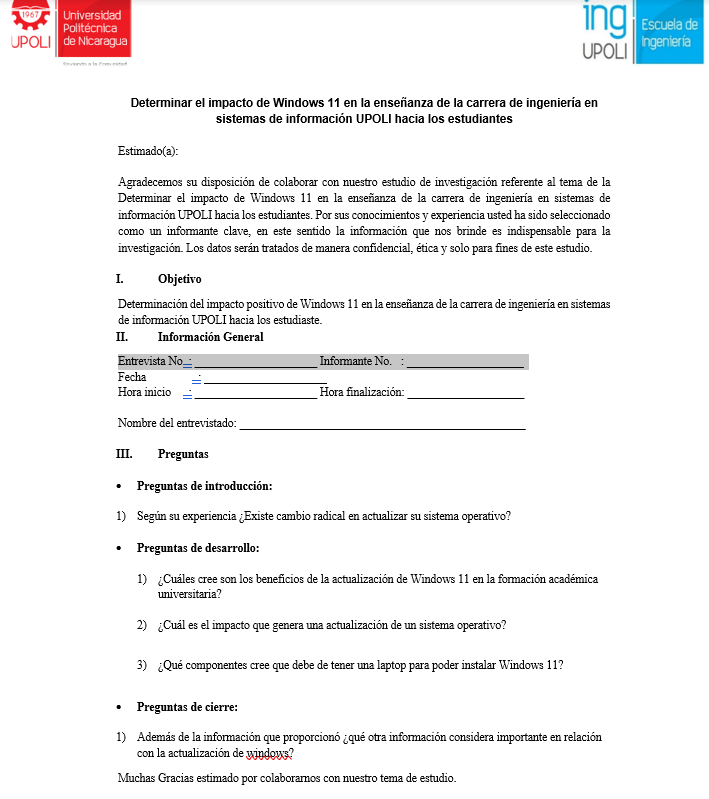 1967
UPOLI
Universidad
Politécnica
de Nicaragua
Sirviendo a la Comunidad
ing
UPOLI
Escuela de
Ingeniería
Determinar el impacto de Windows 11 en la enseñanza de la carrera de ingeniería en
sistemas de información UPOLI hacia los estudiantes
Estimado(a):
Agradecemos su disposición de colaborar con nuestro estudio de investigación referente al tema de la
Determinar el impacto de Windows 11 en la enseñanza de la carrera de ingeniería en sistemas de
información UPOLI hacia los estudiantes. Por sus conocimientos y experiencia usted ha sido seleccionado
como un informante clave, en este sentido la información que nos brinde es indispensable para la
investigación. Los datos serán tratados de manera confidencial, ética y solo para fines de este estudio.
I. Objetivo
Determinación del impacto positivo de Windows 11 en la enseñanza de la carrera de ingeniería en sistemas
de información UPOLI hacia los estudiaste.
II. Información General
Entrevista No. : ____________________ Informante No. : ____________________
Fecha : ____________________
Hora inicio : ____________________ Hora finalización: ____________________
Nombre del entrevistado: ________________________________________
III. Preguntas
• Preguntas de introducción:
1) Según su experiencia ¿Existe cambio radical en actualizar su sistema operativo?
• Preguntas de desarrollo:
1) ¿Cuáles cree son los beneficios de la actualización de Windows 11 en la formación académica
universitaria?
2) ¿Cuál es el impacto que genera una actualización de un sistema operativo?
3) ¿Qué componentes cree que debe de tener una laptop para poder instalar Windows 11?
• Preguntas de cierre:
1) Además de la información que proporcionó ¿qué otra información considera importante en relación
con la actualización de windows?
Muchas Gracias estimado por colaborarnos con nuestro tema de estudio.